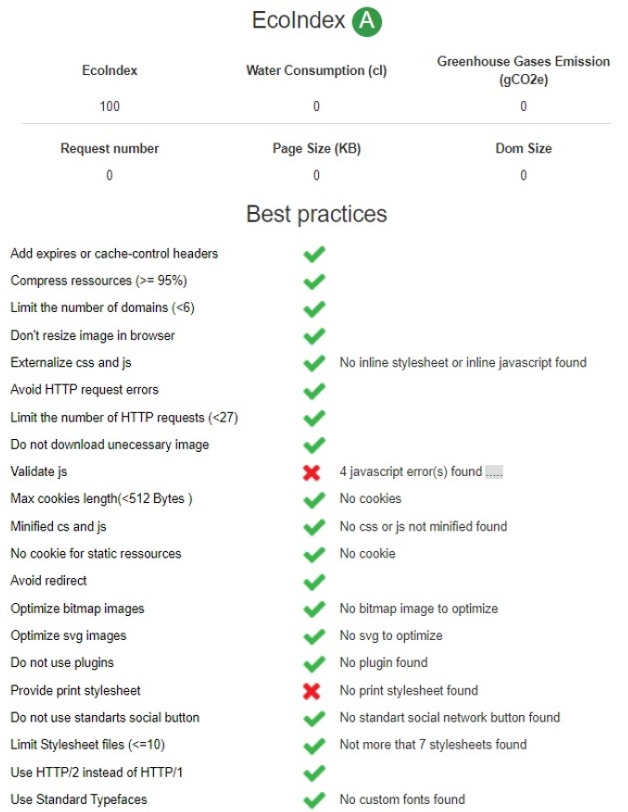 EcoIndex A
EcoIndex Water Consumption (cl) Greenhouse Gases Emission (gCO2e)
100 0 0
Request number Page Size (KB) Dom Size
0 0 0
Best practices
Add expires or cache-control headers
Compress ressources (>= 95%)
Limit the number of domains (<6)
Don't resize image in browser
Externalize css and js No inline stylesheet or inline javascript found
Avoid HTTP request errors
Limit the number of HTTP requests (<27)
Do not download unecessary image
Validate js 4 javascript error(s) found .....
Max cookies length(<512 Bytes ) No cookies
Minified cs and js No css or js not minified found
No cookie for static ressources No cookie
Avoid redirect
Optimize bitmap images No bitmap image to optimize
Optimize svg images No svg to optimize
Do not use plugins No plugin found
Provide print stylesheet No print stylesheet found
Do not use standarts social button No standart social network button found
Limit Stylesheet files (<=10) Not more that 7 stylesheets found
Use HTTP/2 instead of HTTP/1
Use Standard Typefaces No custom fonts found